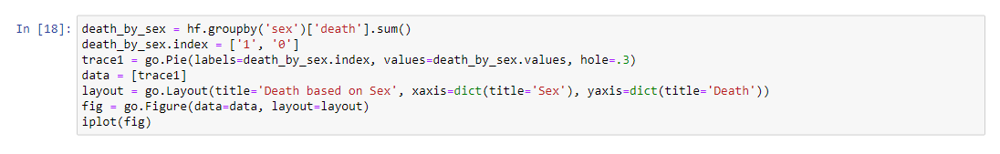 In [18]: death_by_sex = hf.groupby('sex')['death'].sum()
death_by_sex.index = ['1', '0']
trace1 = go.Pie(labels=death_by_sex.index, values=death_by_sex.values, hole=.3)
data = [trace1]
layout = go.Layout(title='Death based on Sex', xaxis=dict(title='Sex'), yaxis=dict(title='Death'))
fig = go.Figure(data=data, layout=layout)
iplot(fig)